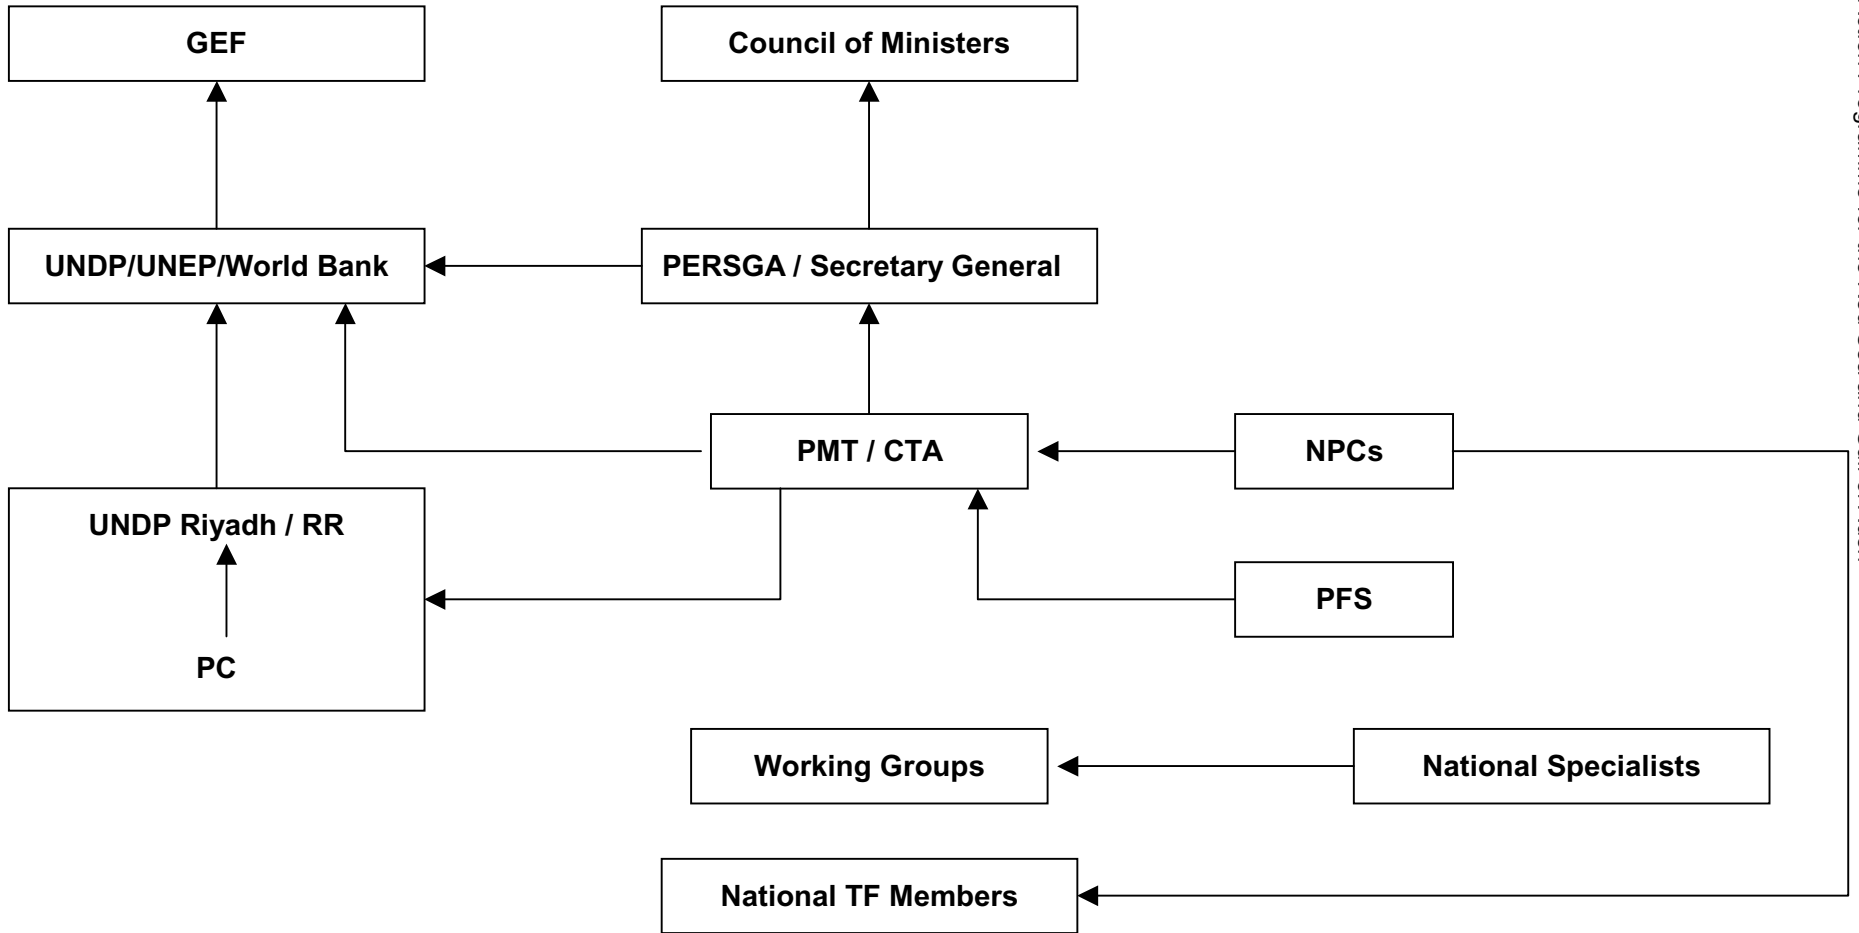 GEF
Council of Ministers
UNDP/UNEP/World Bank
PERSGA / Secretary General
PMT / CTA
NPCs
UNDP Riyadh / RR
PFS
PC
Working Groups
National Specialists
National TF Members